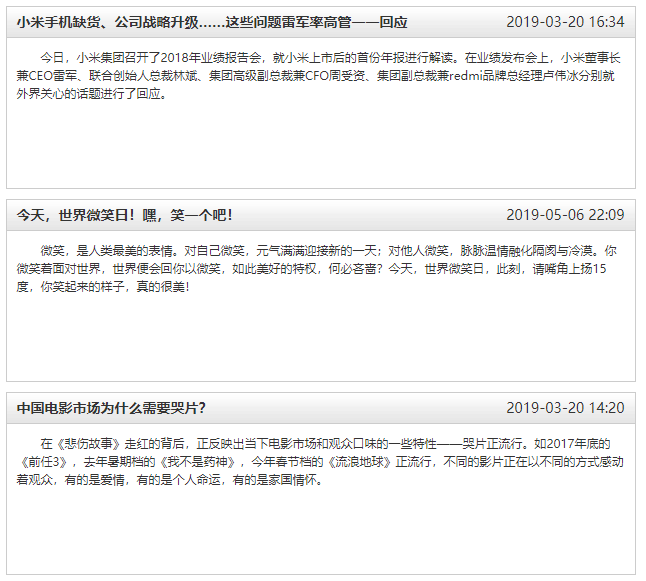 小米手机缺货、公司战略升级……这些问题雷军率高管一一回应 2019-03-20 16:34
今日，小米集团召开了2018年业绩报告会，就小米上市后的首份年报进行解读。在业绩发布会上，小米董事长
兼CEO雷军、联合创始人总裁林斌、集团高级副总裁兼CFO周受资、集团副总裁兼redmi品牌总经理卢伟冰分别就
外界关心的话题进行了回应。
今天，世界微笑日！嘿，笑一个吧！ 2019-05-06 22:09
微笑，是人类最美的表情。对自己微笑，元气满满迎接新的一天；对他人微笑，脉脉温情融化隔阂与冷漠。你
微笑着面对世界，世界便会回你以微笑，如此美好的特权，何必吝啬？今天，世界微笑日，此刻，请嘴角上扬15
度，你笑起来的样子，真的很美！
中国电影市场为什么需要哭片？ 2019-03-20 14:20
在《悲伤故事》走红的背后，正反映出当下电影市场和观众口味的一些特性——哭片正流行。如2017年底的
《前任3》，去年暑期档的《我不是药神》，今年春节档的《流浪地球》正流行，不同的影片正在以不同的方式感动
着观众，有的是爱情，有的是个人命运，有的是家国情怀。